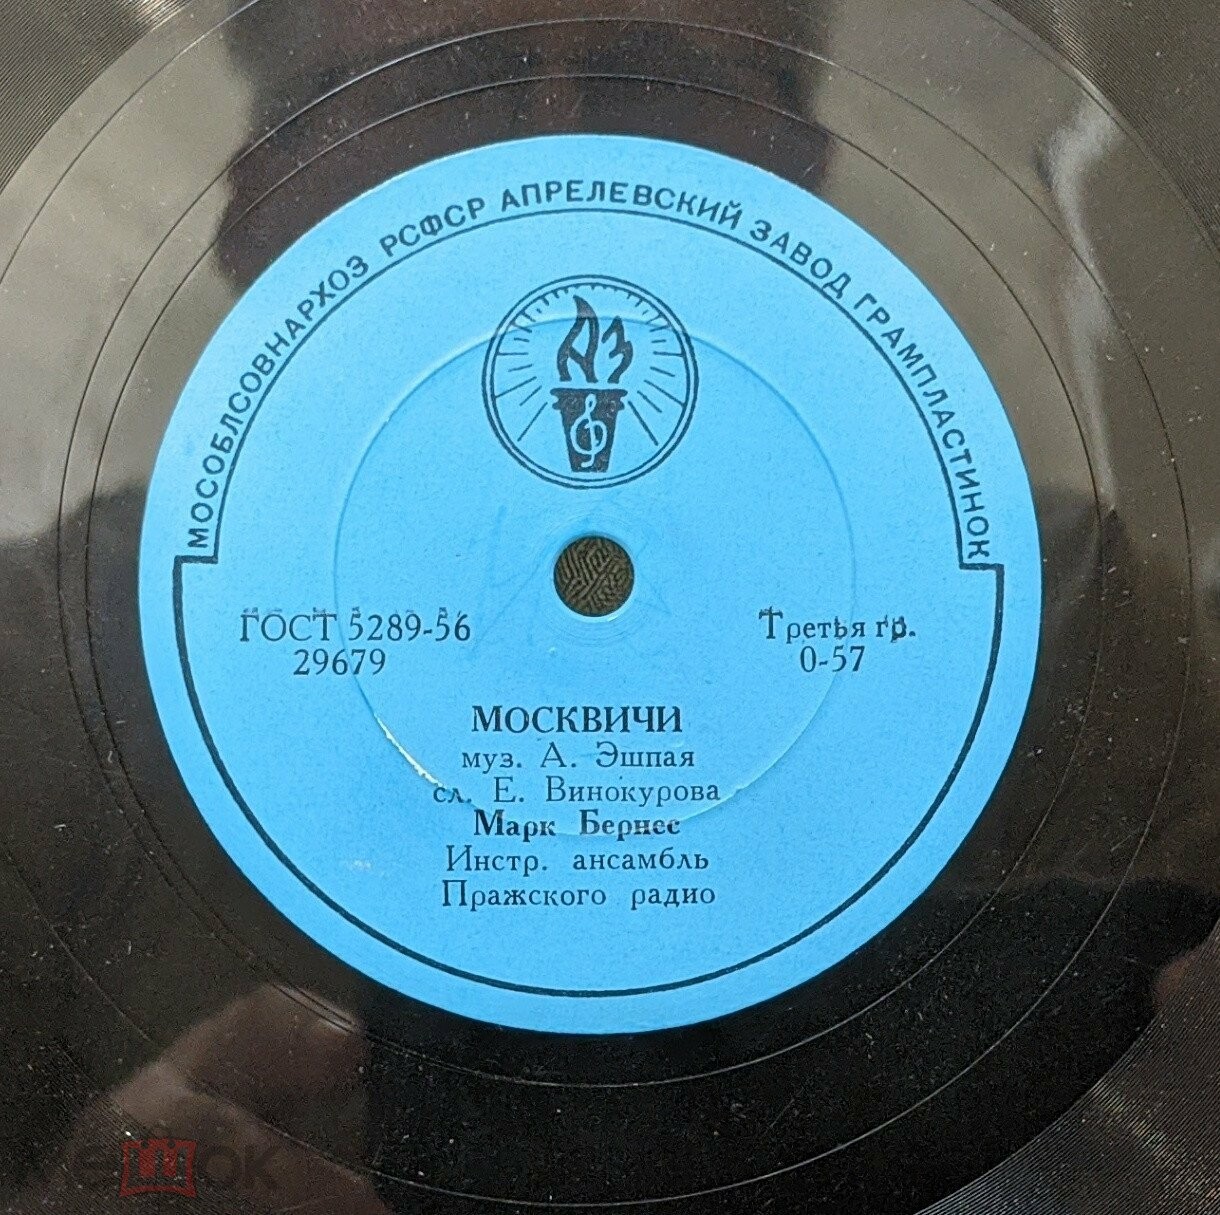 МОСОБЛСОВНАРХОЗ РСФСР АПРЕЛЕВСКИЙ ЗАВОД ГРАМПЛАСТИНОК
АЗ
ГОСТ 5289-56
29679
Третья гр.
0-57
МОСКВИЧИ
муз. А. Эшпая
сл. Е. Винокурова
Марк Бернес
Инстр. ансамбль
Пражского радио